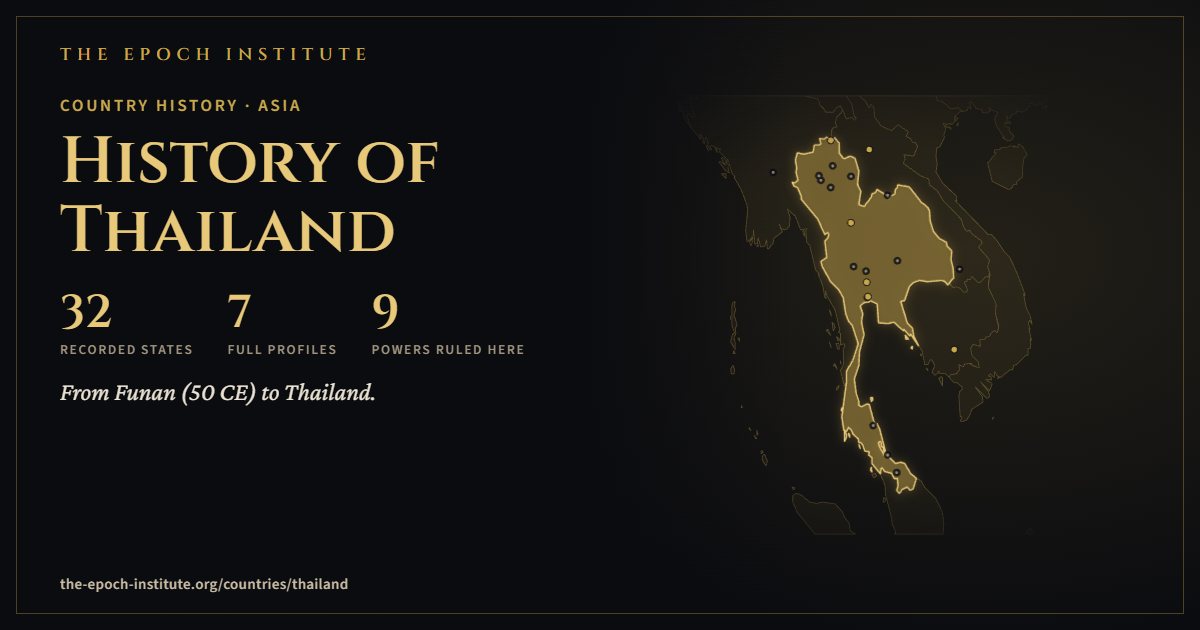 THE EPOCH INSTITUTE
COUNTRY HISTORY · ASIA
HISTORY OF
THAILAND
32 7 9
RECORDED STATES FULL PROFILES POWERS RULED HERE
From Funan (50 CE) to Thailand.
the-epoch-institute.org/countries/thailand